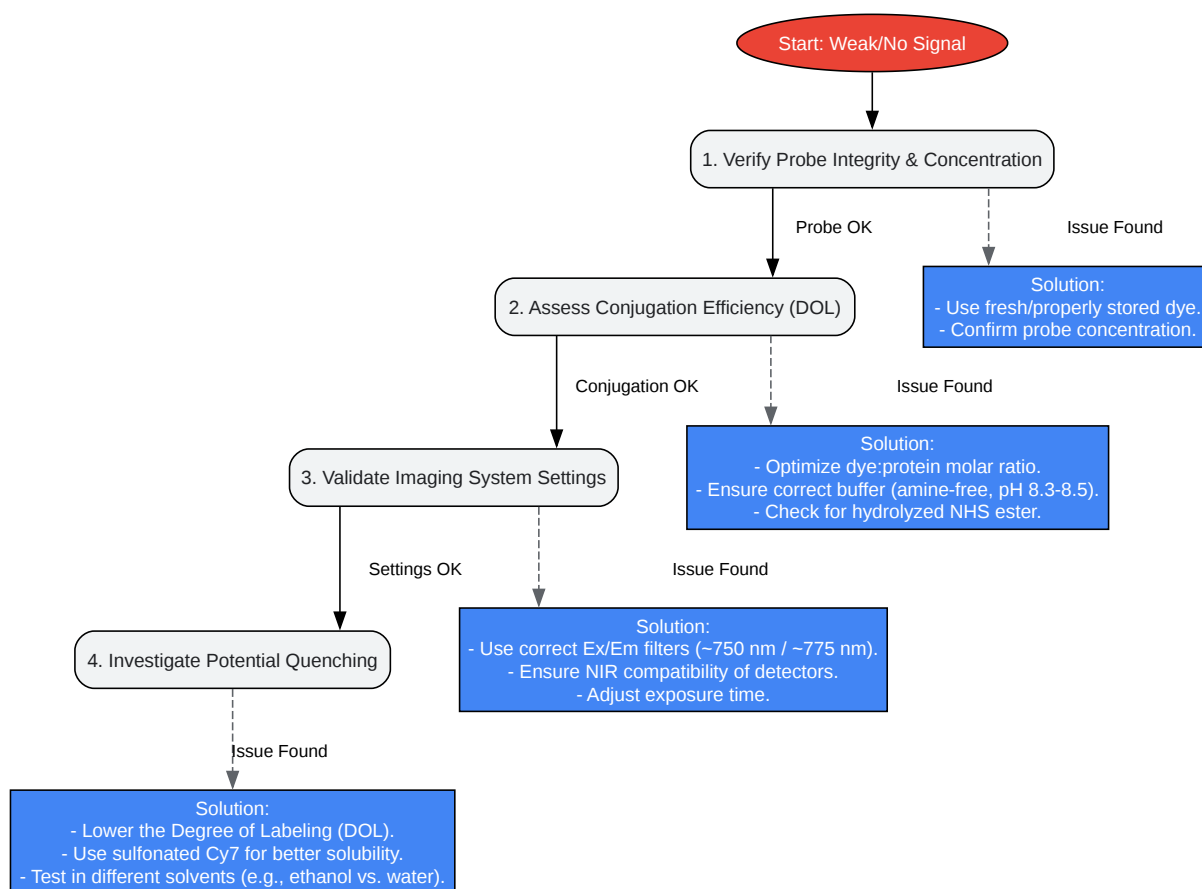 Start: Weak/No Signal
1. Verify Probe Integrity & Concentration
Probe OK
Issue Found
Solution:
- Use fresh/properly stored dye.
- Confirm probe concentration.
2. Assess Conjugation Efficiency (DOL)
Conjugation OK
Issue Found
Solution:
- Optimize dye:protein molar ratio.
- Ensure correct buffer (amine-free, pH 8.3-8.5).
- Check for hydrolyzed NHS ester.
3. Validate Imaging System Settings
Settings OK
Issue Found
Solution:
- Use correct Ex/Em filters (~750 nm / ~775 nm).
- Ensure NIR compatibility of detectors.
- Adjust exposure time.
4. Investigate Potential Quenching
Issue Found
Solution:
- Lower the Degree of Labeling (DOL).
- Use sulfonated Cy7 for better solubility.
- Test in different solvents (e.g., ethanol vs. water).